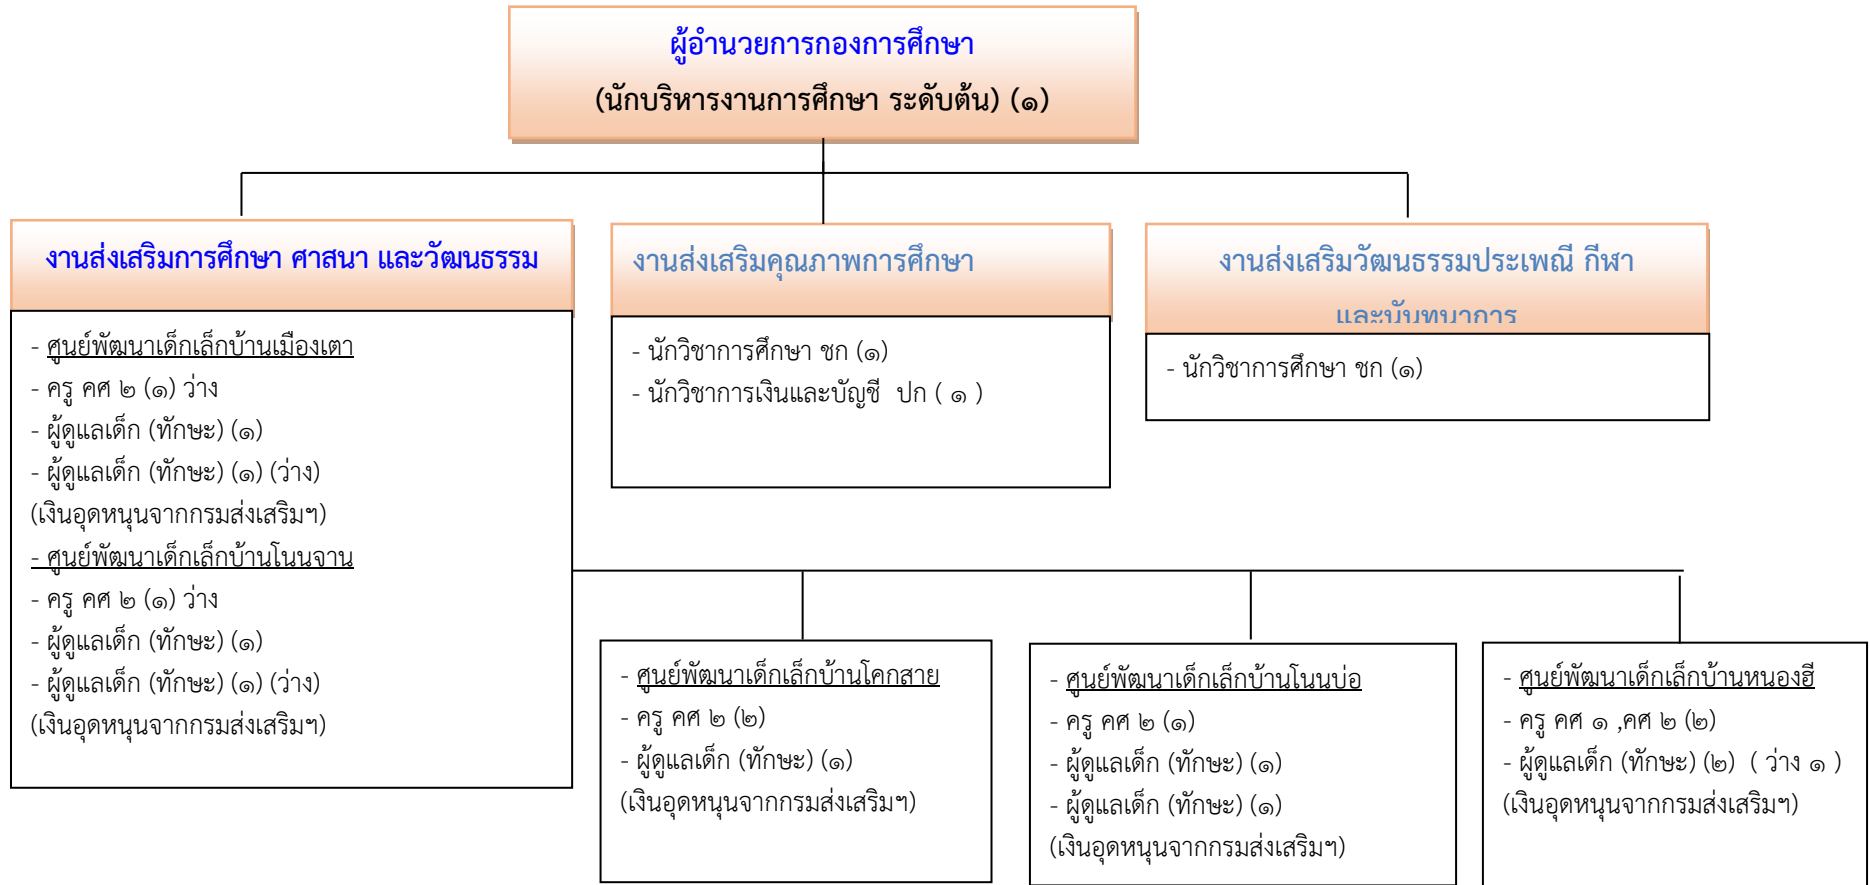 ผู้อำนวยการกองการศึกษา
(นักบริหารงานการศึกษา ระดับต้น) (๑)
งานส่งเสริมการศึกษา ศาสนา และวัฒนธรรม
- ศูนย์พัฒนาเด็กเล็กบ้านเมืองเตา
- ครู คศ ๒ (๑) ว่าง
- ผู้ดูแลเด็ก (ทักษะ) (๑)
- ผู้ดูแลเด็ก (ทักษะ) (๑) (ว่าง)
(เงินอุดหนุนจากกรมส่งเสริมฯ)
- ศูนย์พัฒนาเด็กเล็กบ้านโนนจาน
- ครู คศ ๒ (๑) ว่าง
- ผู้ดูแลเด็ก (ทักษะ) (๑)
- ผู้ดูแลเด็ก (ทักษะ) (๑) (ว่าง)
(เงินอุดหนุนจากกรมส่งเสริมฯ)
งานส่งเสริมคุณภาพการศึกษา
- นักวิชาการศึกษา ชก (๑)
- นักวิชาการเงินและบัญชี ปก ( ๑ )
งานส่งเสริมวัฒนธรรมประเพณี กีฬา
และนันทนาการ
- นักวิชาการศึกษา ชก (๑)
- ศูนย์พัฒนาเด็กเล็กบ้านโคกสาย
- ครู คศ ๒ (๒)
- ผู้ดูแลเด็ก (ทักษะ) (๑)
(เงินอุดหนุนจากกรมส่งเสริมฯ)
- ศูนย์พัฒนาเด็กเล็กบ้านโนนบ่อ
- ครู คศ ๒ (๑)
- ผู้ดูแลเด็ก (ทักษะ) (๑)
- ผู้ดูแลเด็ก (ทักษะ) (๑)
(เงินอุดหนุนจากกรมส่งเสริมฯ)
- ศูนย์พัฒนาเด็กเล็กบ้านหนองฮี
- ครู คศ ๑ ,คศ ๒ (๒)
- ผู้ดูแลเด็ก (ทักษะ) (๒) ( ว่าง ๑ )
(เงินอุดหนุนจากกรมส่งเสริมฯ)